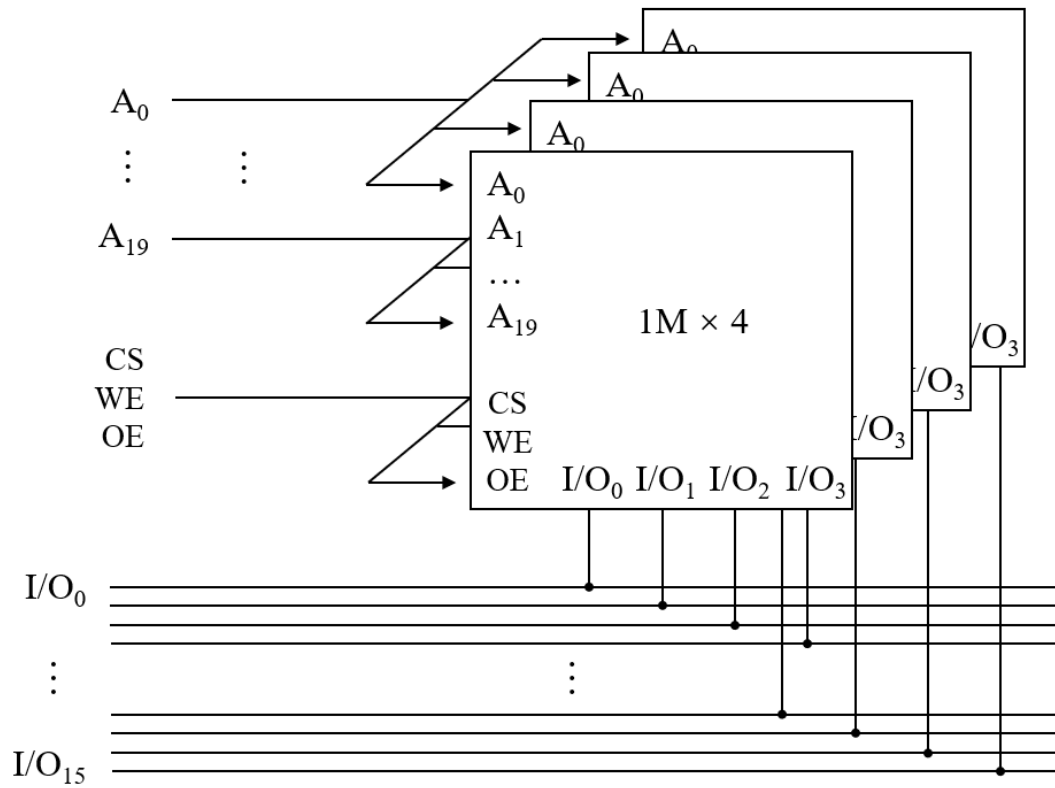 A₀
A₀
A₀
A₀
⋮ ⋮
A₀
A₁₉
A₁
…
A₁₉
1M × 4
I/O₃
CS
WE
OE
I/O₃
CS
WE
OE
I/O₃
I/O₀ I/O₁ I/O₂ I/O₃
I/O₀
⋮ ⋮
I/O₁₅